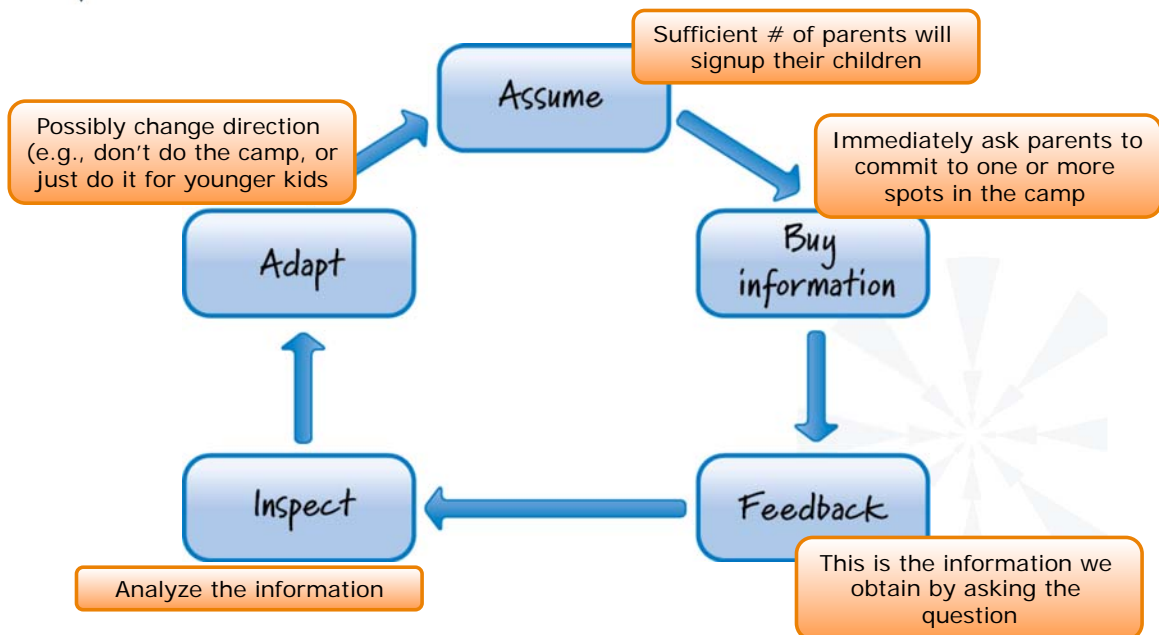 Sufficient # of parents will
signup their children
Assume
Possibly change direction
(e.g., don't do the camp, or
just do it for younger kids
Immediately ask parents to
commit to one or more
spots in the camp
Adapt
Buy
information
Inspect
Feedback
Analyze the information
This is the information we
obtain by asking the
question